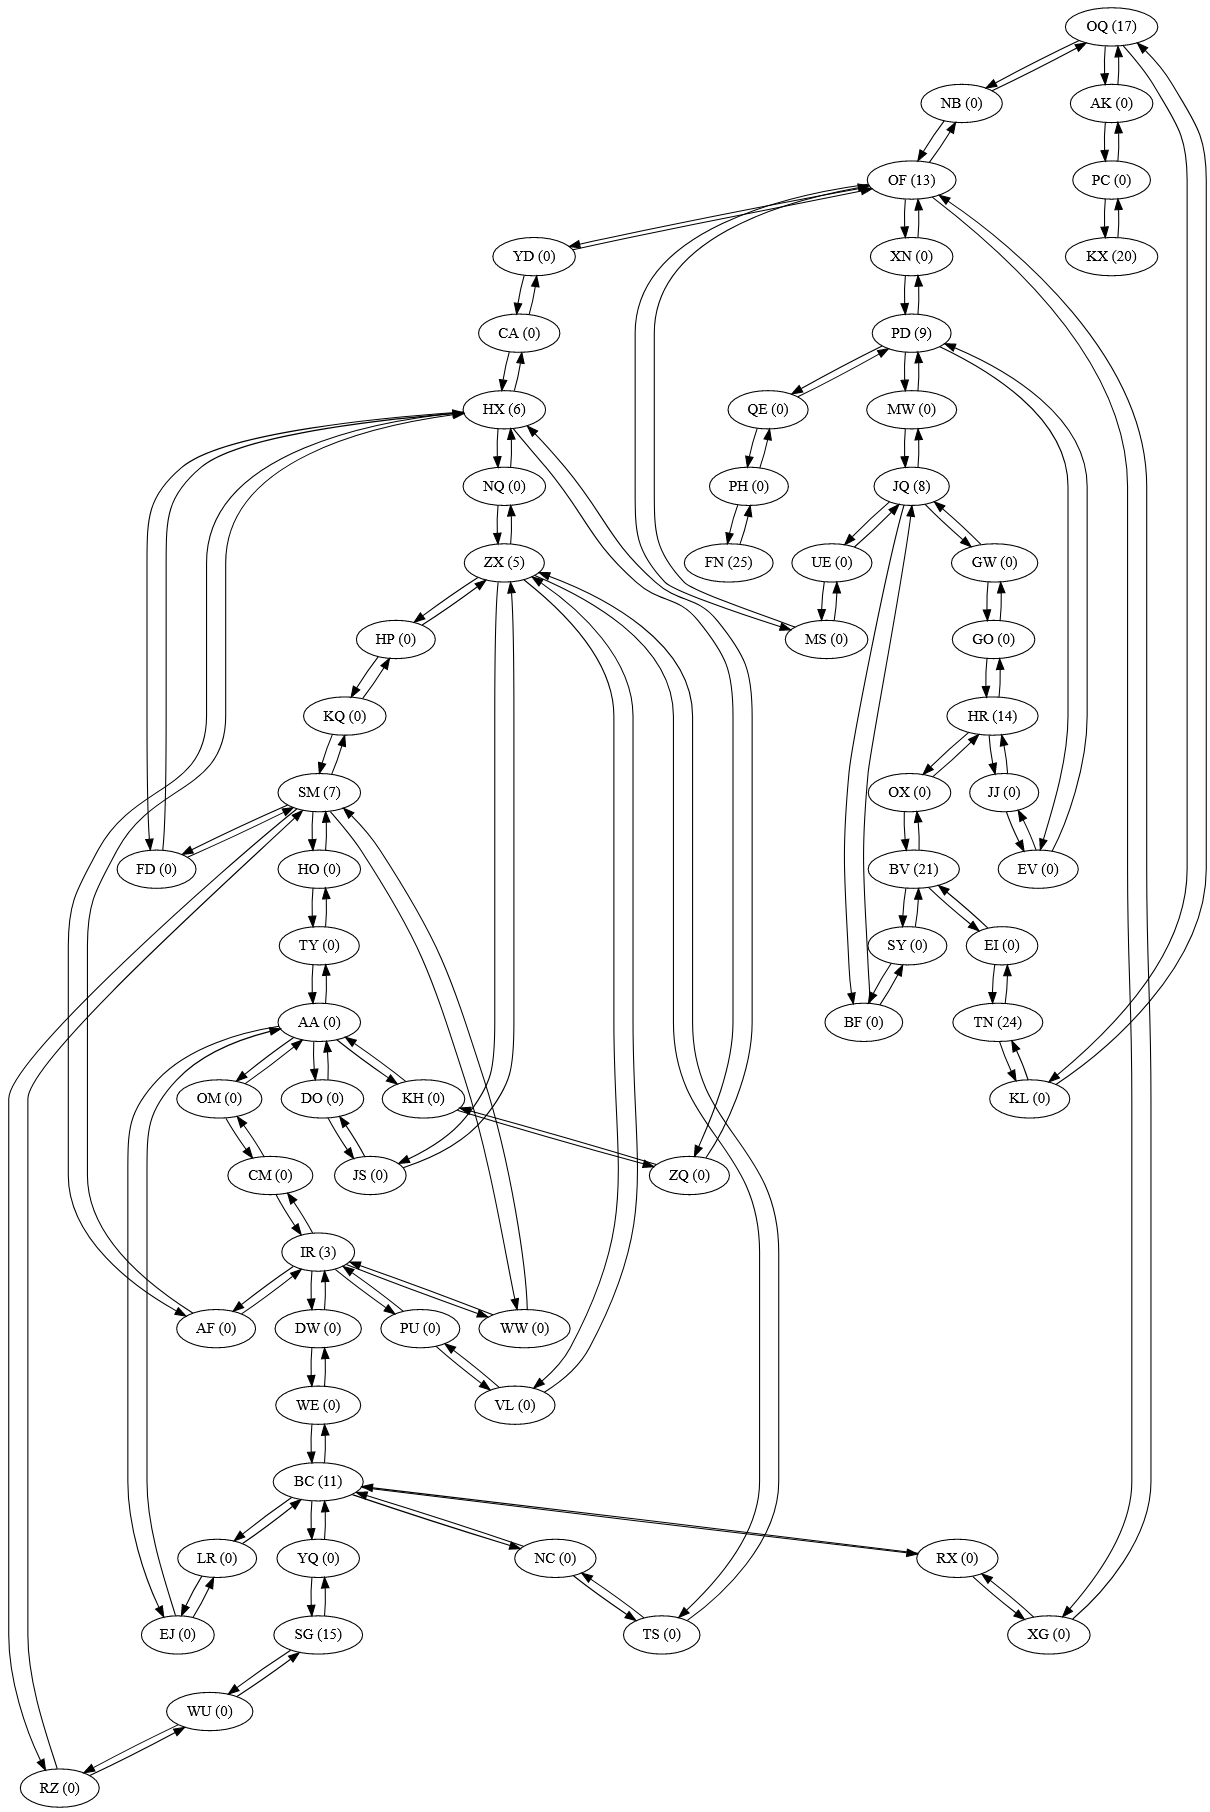 OQ (17)
NB (0)
AK (0)
OF (13)
PC (0)
YD (0)
XN (0)
KX (20)
CA (0)
PD (9)
HX (6)
QE (0)
MW (0)
NQ (0)
PH (0)
JQ (8)
ZX (5)
FN (25)
UE (0)
GW (0)
HP (0)
MS (0)
GO (0)
KQ (0)
HR (14)
SM (7)
OX (0)
JJ (0)
FD (0)
HO (0)
BV (21)
EV (0)
TY (0)
SY (0)
EI (0)
AA (0)
BF (0)
TN (24)
OM (0)
DO (0)
KH (0)
KL (0)
CM (0)
JS (0)
ZQ (0)
IR (3)
AF (0)
DW (0)
PU (0)
WW (0)
WE (0)
VL (0)
BC (11)
LR (0)
YQ (0)
NC (0)
RX (0)
EJ (0)
SG (15)
TS (0)
XG (0)
WU (0)
RZ (0)